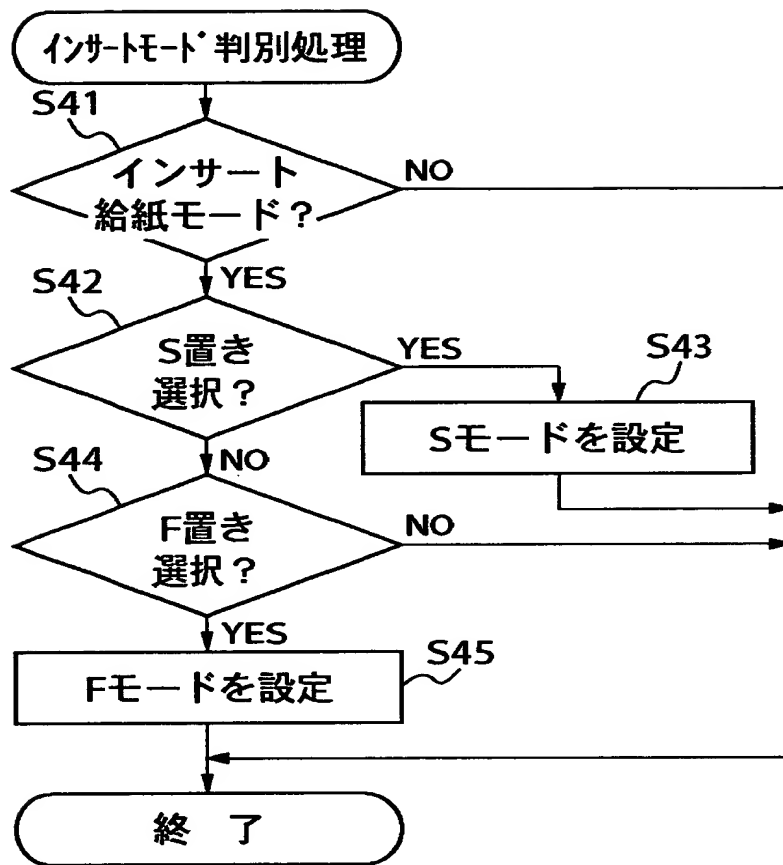 インサートモード判別処理
S41
インサート
給紙モード?
NO
YES
S42
S置き
選択?
YES
S43
Sモードを設定
NO
S44
F置き
選択?
NO
YES
S45
Fモードを設定
終 了